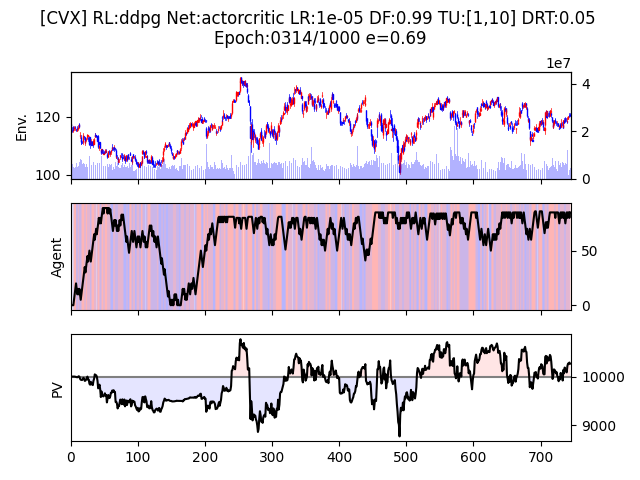 [CVX] RL:ddpg Net:actorcritic LR:1e-05 DF:0.99 TU:[1,10] DRT:0.05
Epoch:0314/1000 e=0.69
1e7
Env.
120
100
4
2
0
Agent
50
0
PV
10000
9000
0 100 200 300 400 500 600 700